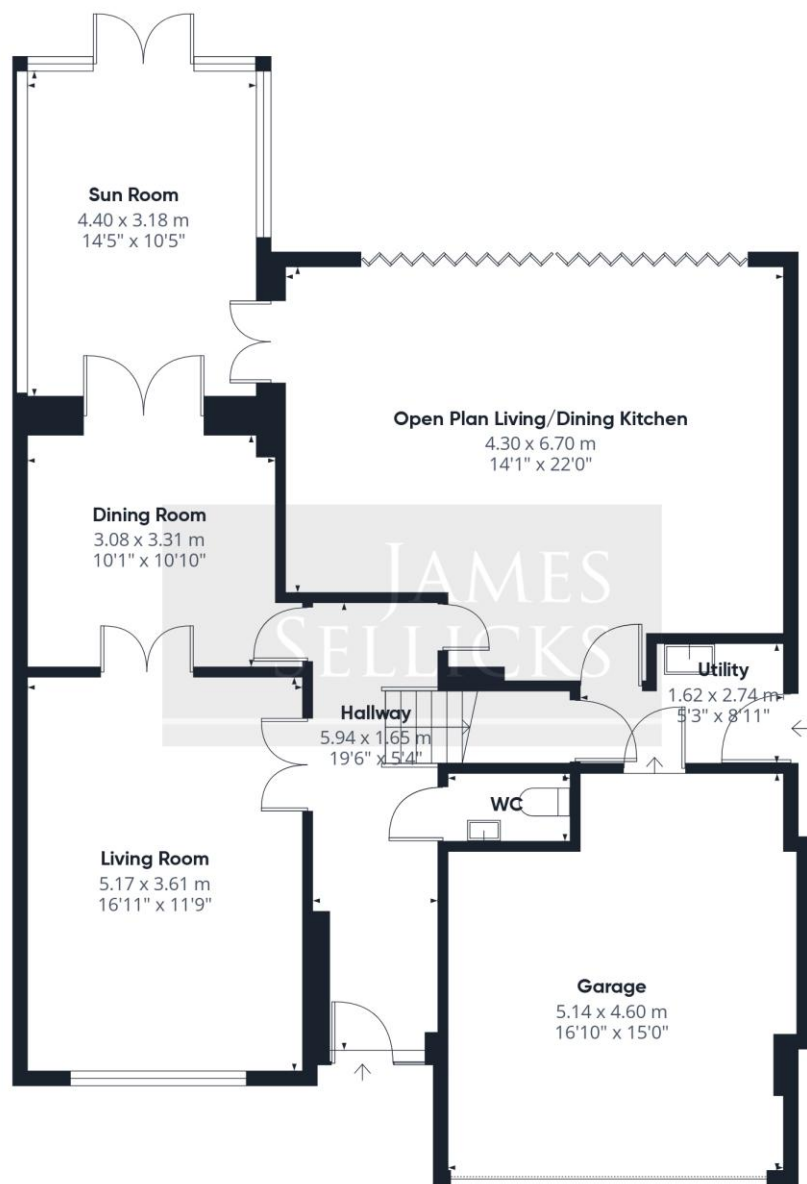 Sun Room
4.40 x 3.18 m
14'5" x 10'5"
Open Plan Living/Dining Kitchen
4.30 x 6.70 m
14'1" x 22'0"
Dining Room
3.08 x 3.31 m
10'1" x 10'10"
JAMES
SELLICKS
Utility
1.62 x 2.74 m
5'3" x 8'11"
Hallway
5.94 x 1.65 m
19'6" x 5'4"
WC
Living Room
5.17 x 3.61 m
16'11" x 11'9"
Garage
5.14 x 4.60 m
16'10" x 15'0"